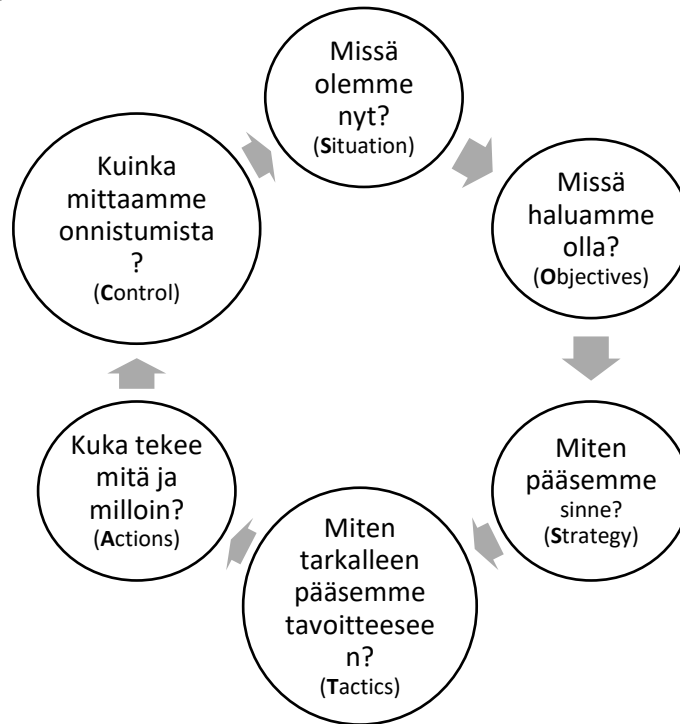 Missä
olemme
nyt?
(Situation)
Missä
haluamme
olla?
(Objectives)
Miten
pääsemme
sinne?
(Strategy)
Miten
tarkalleen
pääsemme
tavoitteesee
n?
(Tactics)
Kuka tekee
mitä ja
milloin?
(Actions)
Kuinka
mittaamme
onnistumista
?
(Control)